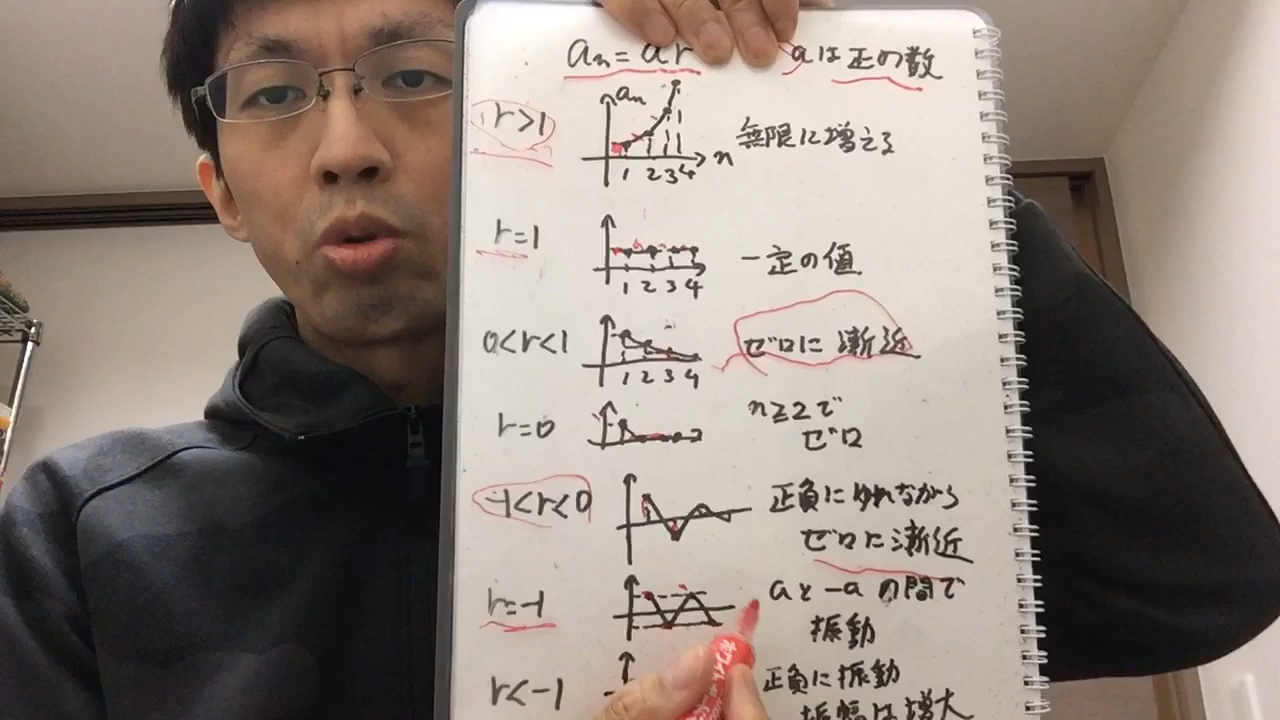 aₙ=ar aは正の数
r>1 aₙ n 1 2 3 4 無限に増える
r=1 1 2 3 4 一定の値
0<r<1 1 2 3 4 ゼロに漸近
r=0 n≧2で
ゼロ
-1<r<0 正負にゆれながら
ゼロに漸近
r=-1 aと-aの間で
振動
r<-1 正負に振動
振幅は増大
ホワイト